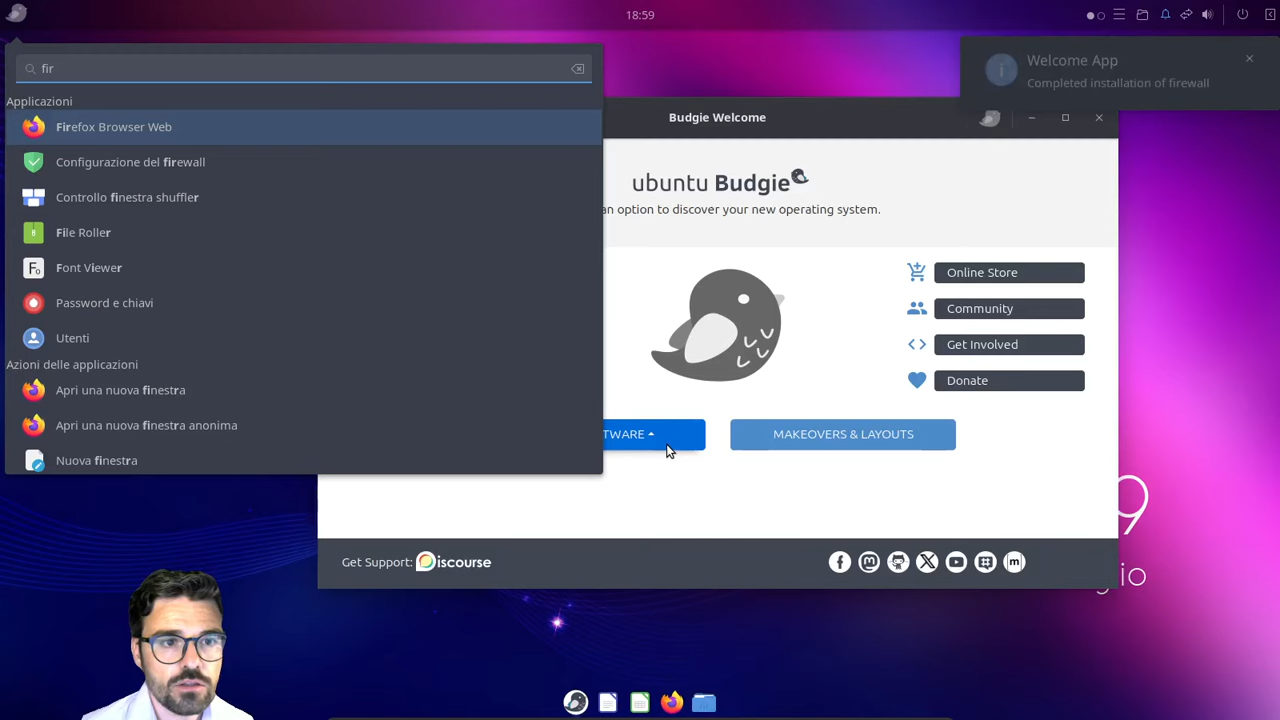 18:59
fir
Applicazioni
Firefox Browser Web
Configurazione del firewall
Controllo finestra shuffler
File Roller
Font Viewer
Password e chiavi
Utenti
Azioni delle applicazioni
Apri una nuova finestra
Apri una nuova finestra anonima
Nuova finestra
Welcome App
Completed installation of firewall
Budgie Welcome
ubuntu Budgie
an option to discover your new operating system.
Online Store
Community
Get Involved
Donate
TWARE
MAKEOVERS & LAYOUTS
Get Support: Discourse
9
gio